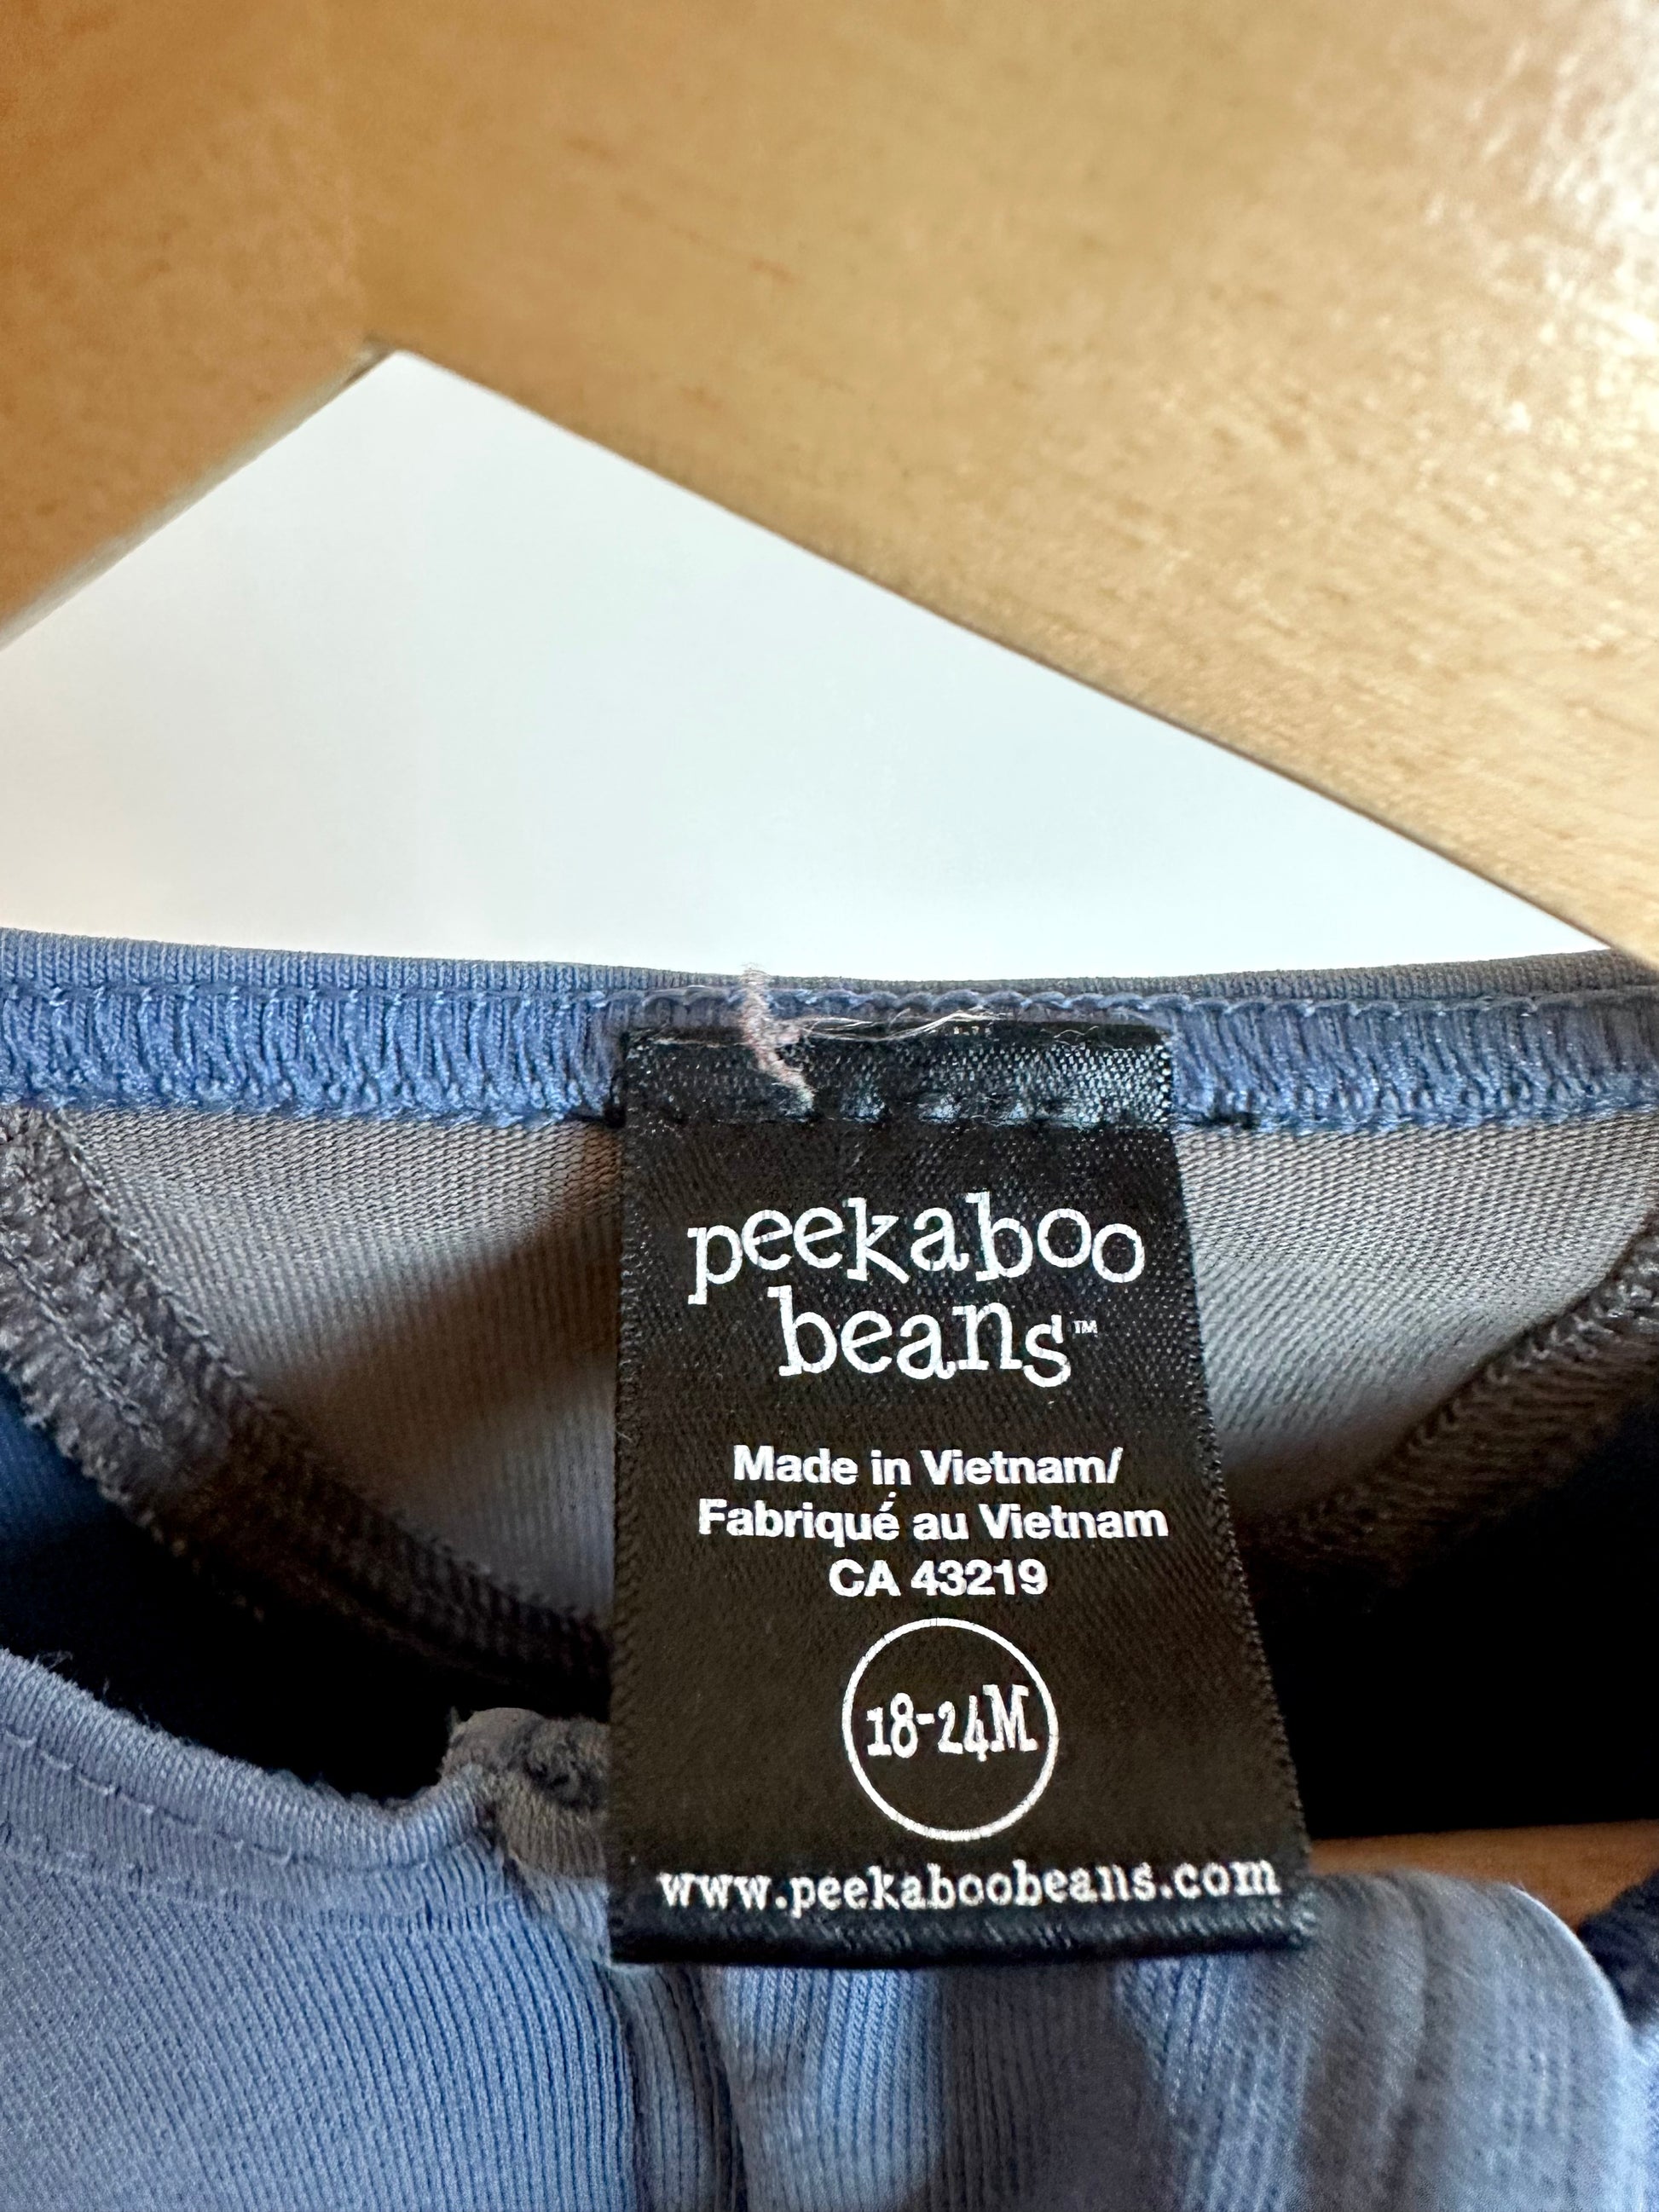 peekaboo
beans™
Made in Vietnam/
Fabriqué au Vietnam
CA 43219
18-24M
www.peekaboobeans.com